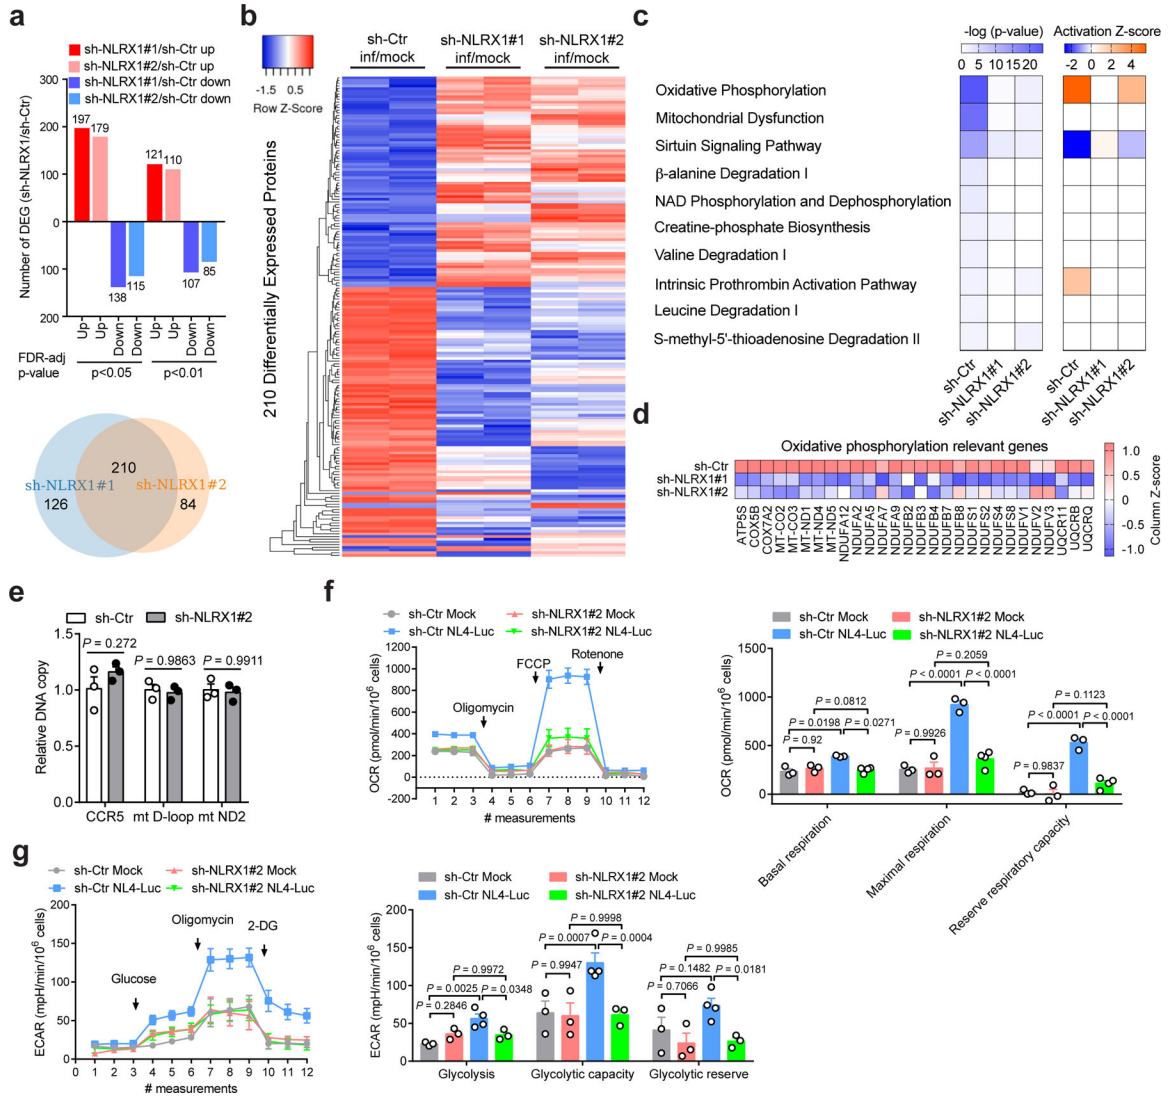 a
sh-NLRX1#1/sh-Ctr up
sh-NLRX1#2/sh-Ctr up
sh-NLRX1#1/sh-Ctr down
sh-NLRX1#2/sh-Ctr down
Number of DEG (sh-NLRX1/sh-Ctr)
300
200
100
0
100
200
197
179
138
115
121
110
107
85
Up
Up
Down
Down
Up
Up
Down
Down
FDR-adj
p-value
p<0.05
p<0.01
210
sh-NLRX1#1
sh-NLRX1#2
126
84
b
-1.5
0.5
Row Z-Score
sh-Ctr
inf/mock
sh-NLRX1#1
inf/mock
sh-NLRX1#2
inf/mock
210 Differentially Expressed Proteins
c
-log (p-value)
0 5 10 15 20
Activation Z-score
-2 0 2 4
Oxidative Phosphorylation
Mitochondrial Dysfunction
Sirtuin Signaling Pathway
β-alanine Degradation I
NAD Phosphorylation and Dephosphorylation
Creatine-phosphate Biosynthesis
Valine Degradation I
Intrinsic Prothrombin Activation Pathway
Leucine Degradation I
S-methyl-5'-thioadenosine Degradation II
sh-Ctr
sh-NLRX1#1
sh-NLRX1#2
sh-Ctr
sh-NLRX1#1
sh-NLRX1#2
d
Oxidative phosphorylation relevant genes
sh-Ctr
sh-NLRX1#1
sh-NLRX1#2
ATP5S
COX5B
COX7A2
MT-CO2
MT-CO3
MT-ND1
MT-ND4
MT-ND5
NDUFA12
NDUFA2
NDUFA5
NDUFA7
NDUFA9
NDUFB2
NDUFB3
NDUFB4
NDUFB7
NDUFB8
NDUFS1
NDUFS2
NDUFS4
NDUFS8
NDUFV1
NDUFV2
NDUFV3
UQCR11
UQCRB
UQCRQ
1.0
0.5
0
-0.5
-1.0
Column Z-score
e
sh-Ctr
sh-NLRX1#2
Relative DNA copy
1.5
1.0
0.5
0.0
P = 0.272
P = 0.9863
P = 0.9911
CCR5
mt D-loop
mt ND2
f
sh-Ctr Mock
sh-NLRX1#2 Mock
sh-Ctr NL4-Luc
sh-NLRX1#2 NL4-Luc
OCR (pmol/min/10⁶ cells)
1200
1000
800
600
400
200
0
-200
Oligomycin
FCCP
Rotenone
1 2 3 4 5 6 7 8 9 10 11 12
# measurements
sh-Ctr Mock
sh-NLRX1#2 Mock
sh-Ctr NL4-Luc
sh-NLRX1#2 NL4-Luc
OCR (pmol/min/10⁶ cells)
1500
1000
500
0
P = 0.0812
P = 0.0198
P = 0.0271
P = 0.92
P = 0.2059
P < 0.0001
P < 0.0001
P = 0.9926
P = 0.1123
P < 0.0001
P < 0.0001
P = 0.9837
Basal respiration
Maximal respiration
Reserve respiratory capacity
g
sh-Ctr Mock
sh-NLRX1#2 Mock
sh-Ctr NL4-Luc
sh-NLRX1#2 NL4-Luc
ECAR (mpH/min/10⁶ cells)
200
150
100
50
0
Glucose
Oligomycin
2-DG
1 2 3 4 5 6 7 8 9 10 11 12
# measurements
sh-Ctr Mock
sh-NLRX1#2 Mock
sh-Ctr NL4-Luc
sh-NLRX1#2 NL4-Luc
ECAR (mpH/min/10⁶ cells)
200
150
100
50
0
P = 0.9972
P = 0.0025
P = 0.0348
P = 0.2846
P = 0.9998
P = 0.0007
P = 0.0004
P = 0.9947
P = 0.9985
P = 0.1482
P = 0.0181
P = 0.7066
Glycolysis
Glycolytic capacity
Glycolytic reserve